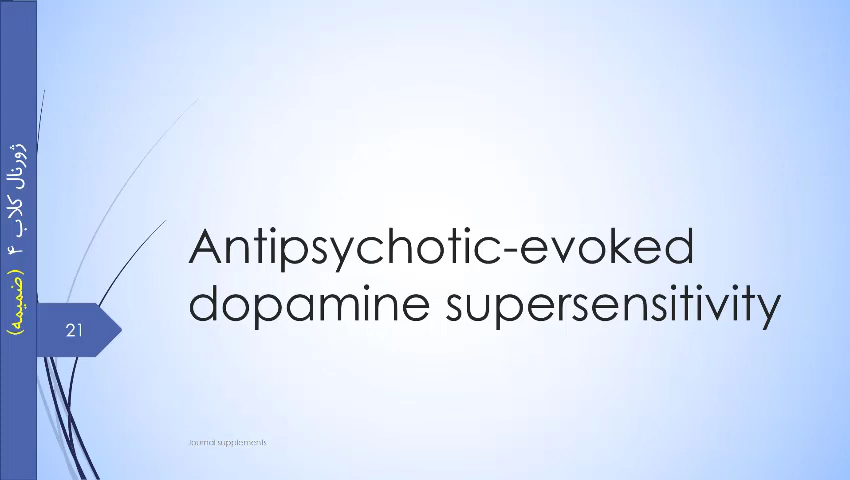 ژورنال کلاب ۴ (ضمیمه)
Antipsychotic-evoked
dopamine supersensitivity
21
Journal supplements